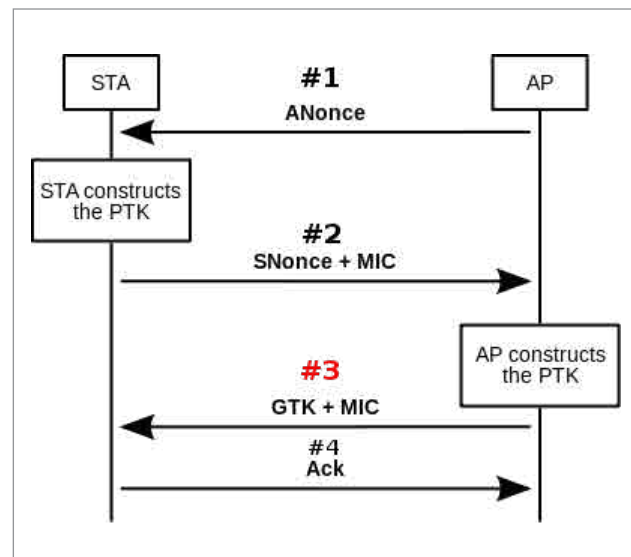 #1
STA
AP
ANonce
STA constructs
the PTK
#2
SNonce + MIC
AP constructs
the PTK
#3
GTK + MIC
#4
Ack